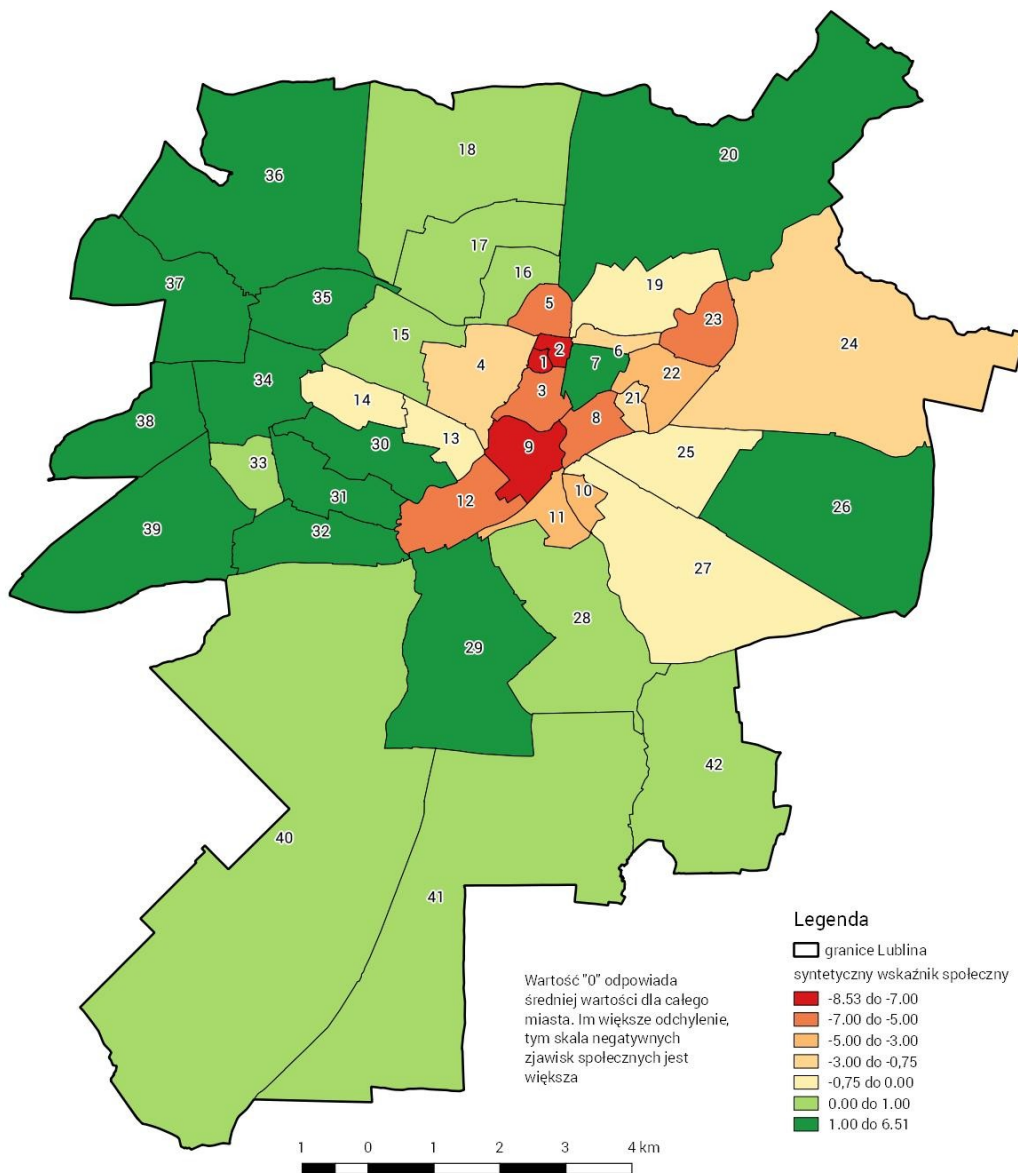 18
20
36
17
37
16
19
35
5
23
15
2
6
24
4
1
7
22
34
3
21
14
38
13
8
30
9
25
33
10
31
12
26
39
11
32
27
28
29
42
40
41
Legenda
granice Lublina
syntetyczny wskaźnik społeczny
-8.53 do -7.00
-7.00 do -5.00
-5.00 do -3.00
-3.00 do -0,75
-0,75 do 0.00
0.00 do 1.00
1.00 do 6.51
Wartość "0" odpowiada
średniej wartości dla całego
miasta. Im większe odchylenie,
tym skala negatywnych
zjawisk społecznych jest
większa
1 0 1 2 3 4 km